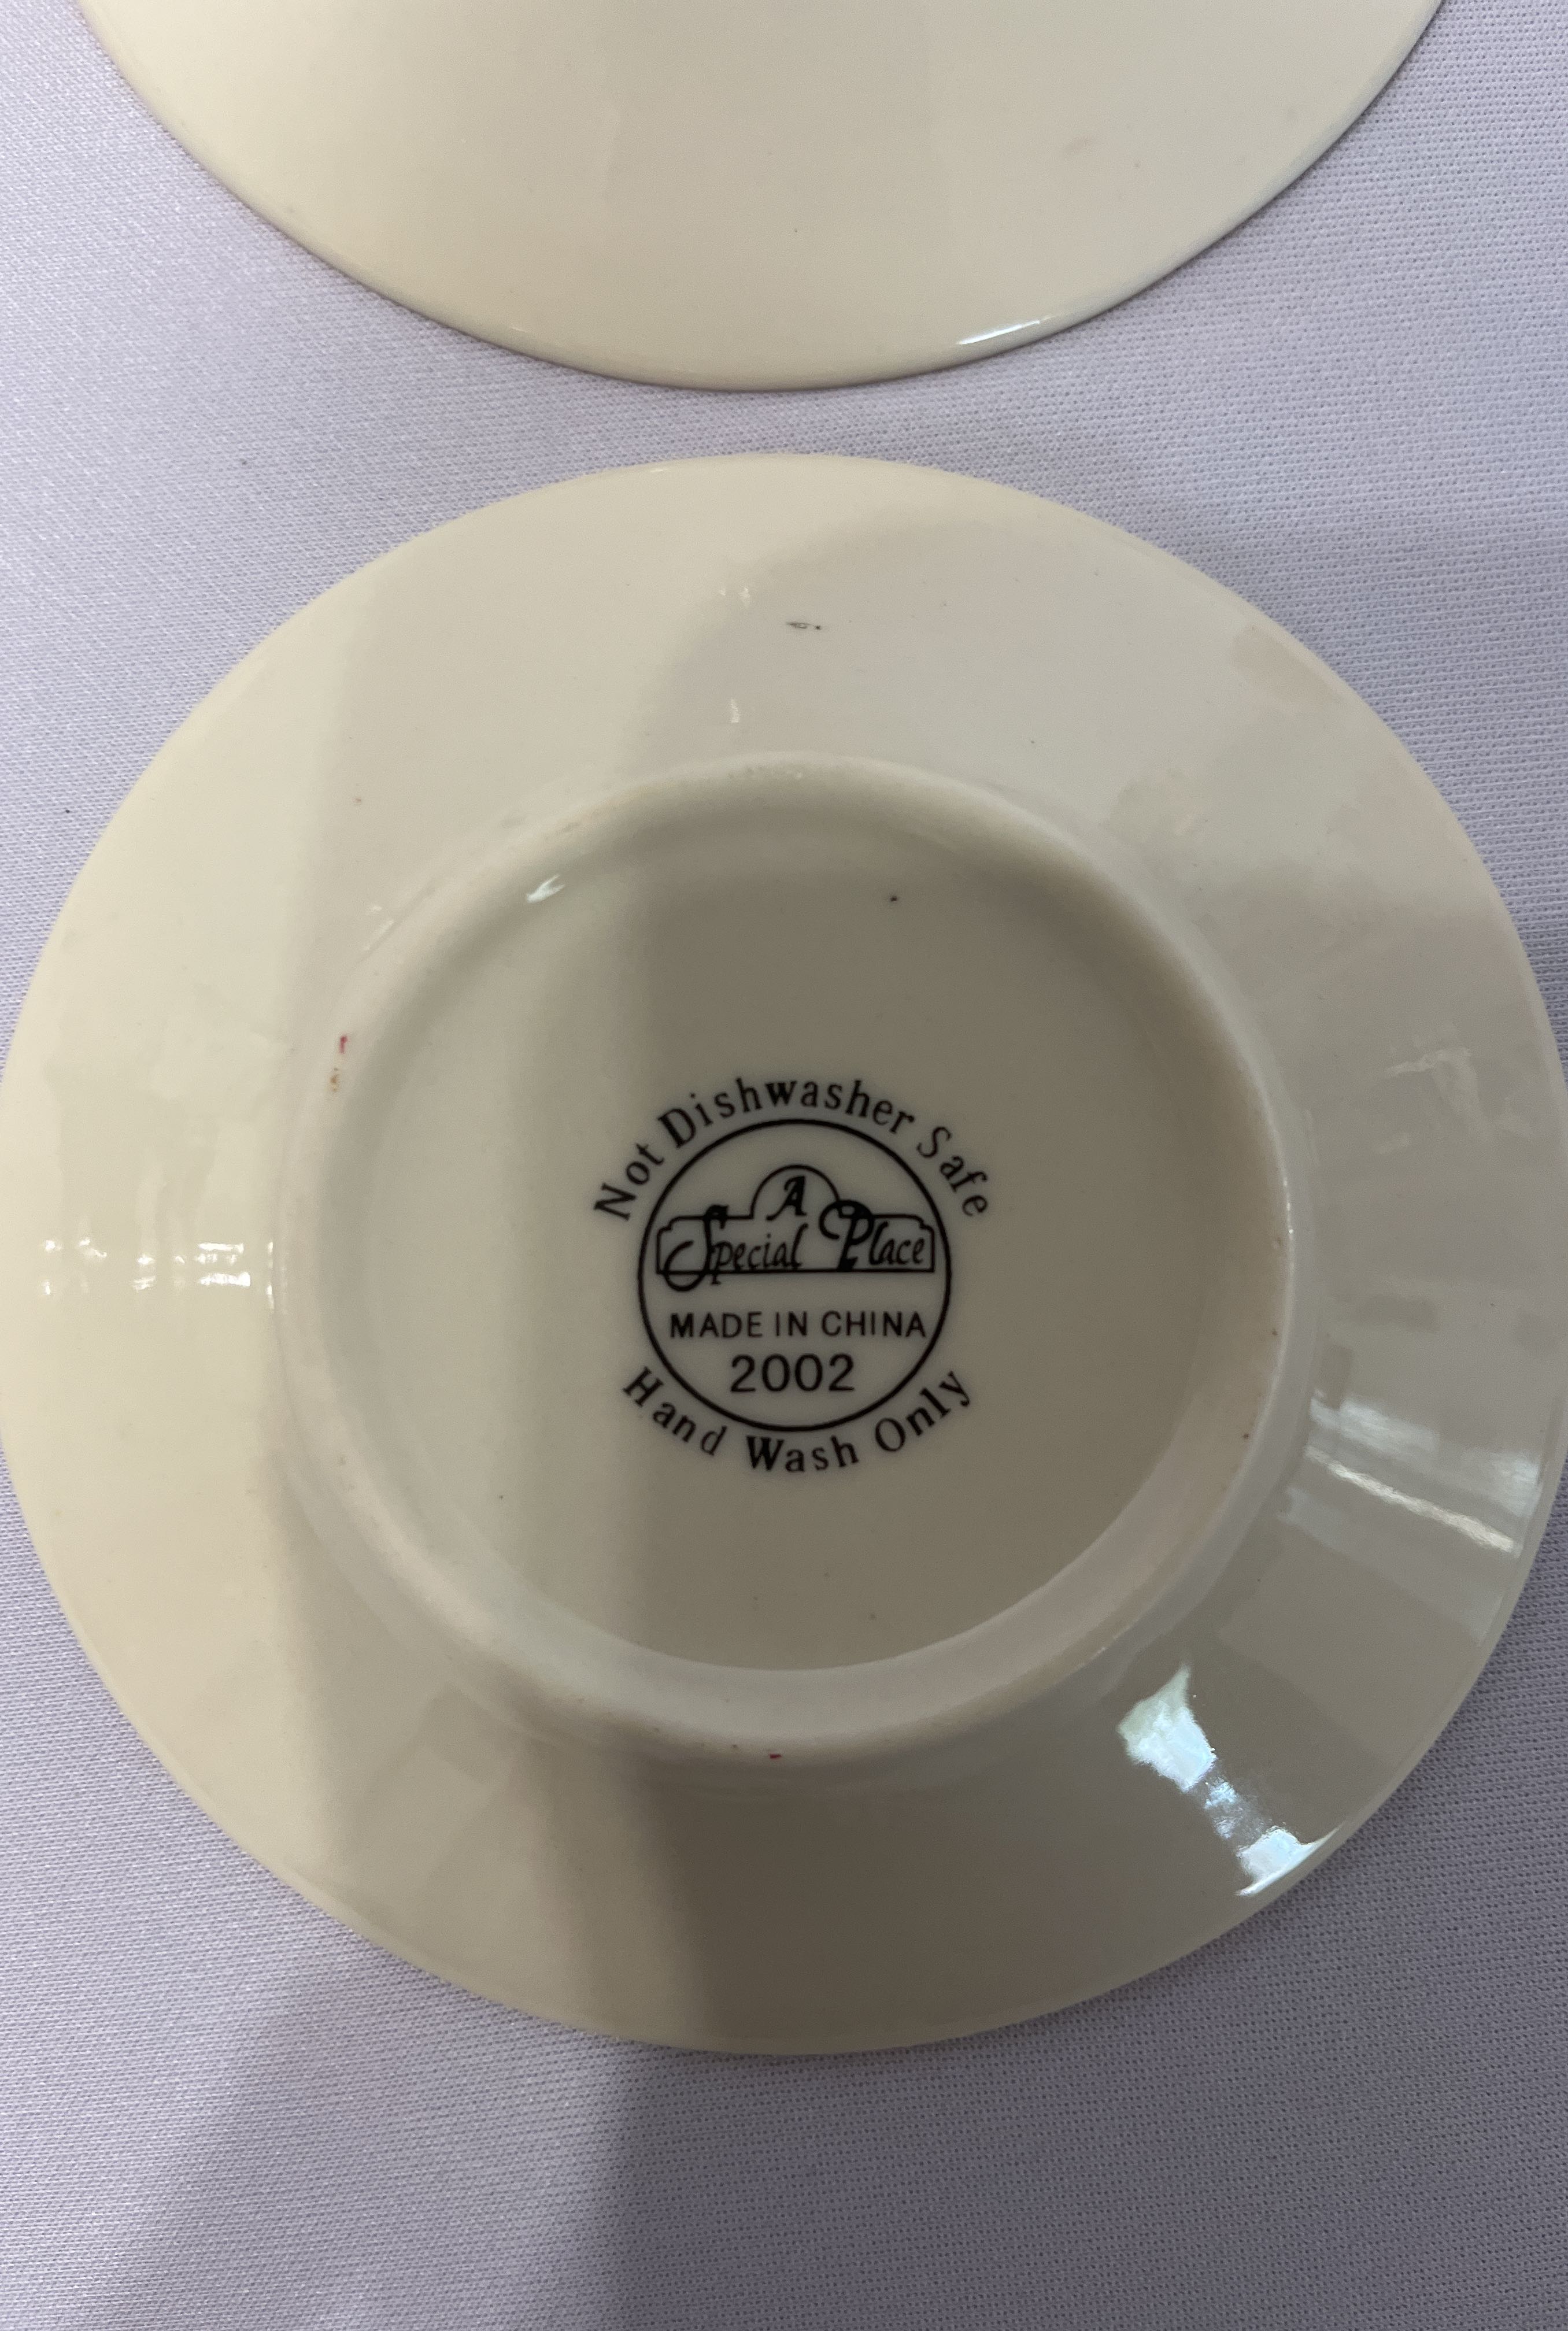 Not Dishwasher Safe
A
Special Place
MADE IN CHINA
2002
Hand Wash Only